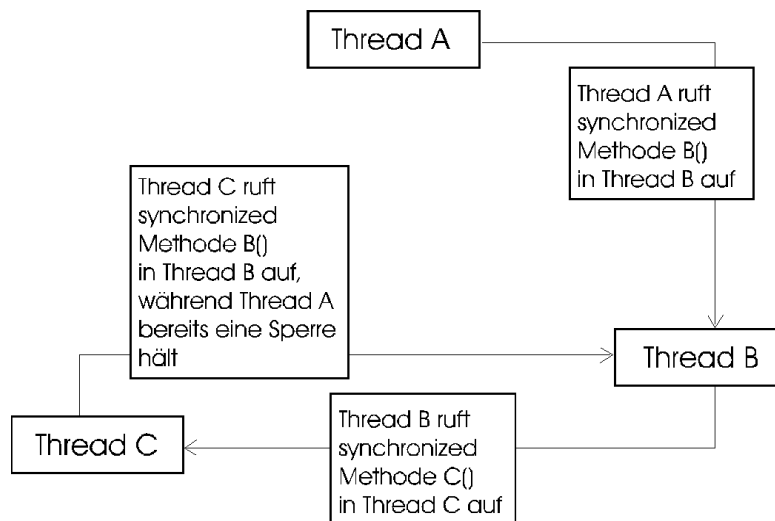 Thread A
Thread A ruft
synchronized
Methode B()
in Thread B auf
Thread C ruft
synchronized
Methode B()
in Thread B auf,
während Thread A
bereits eine Sperre
hält
Thread B
Thread C
Thread B ruft
synchronized
Methode C()
in Thread C auf